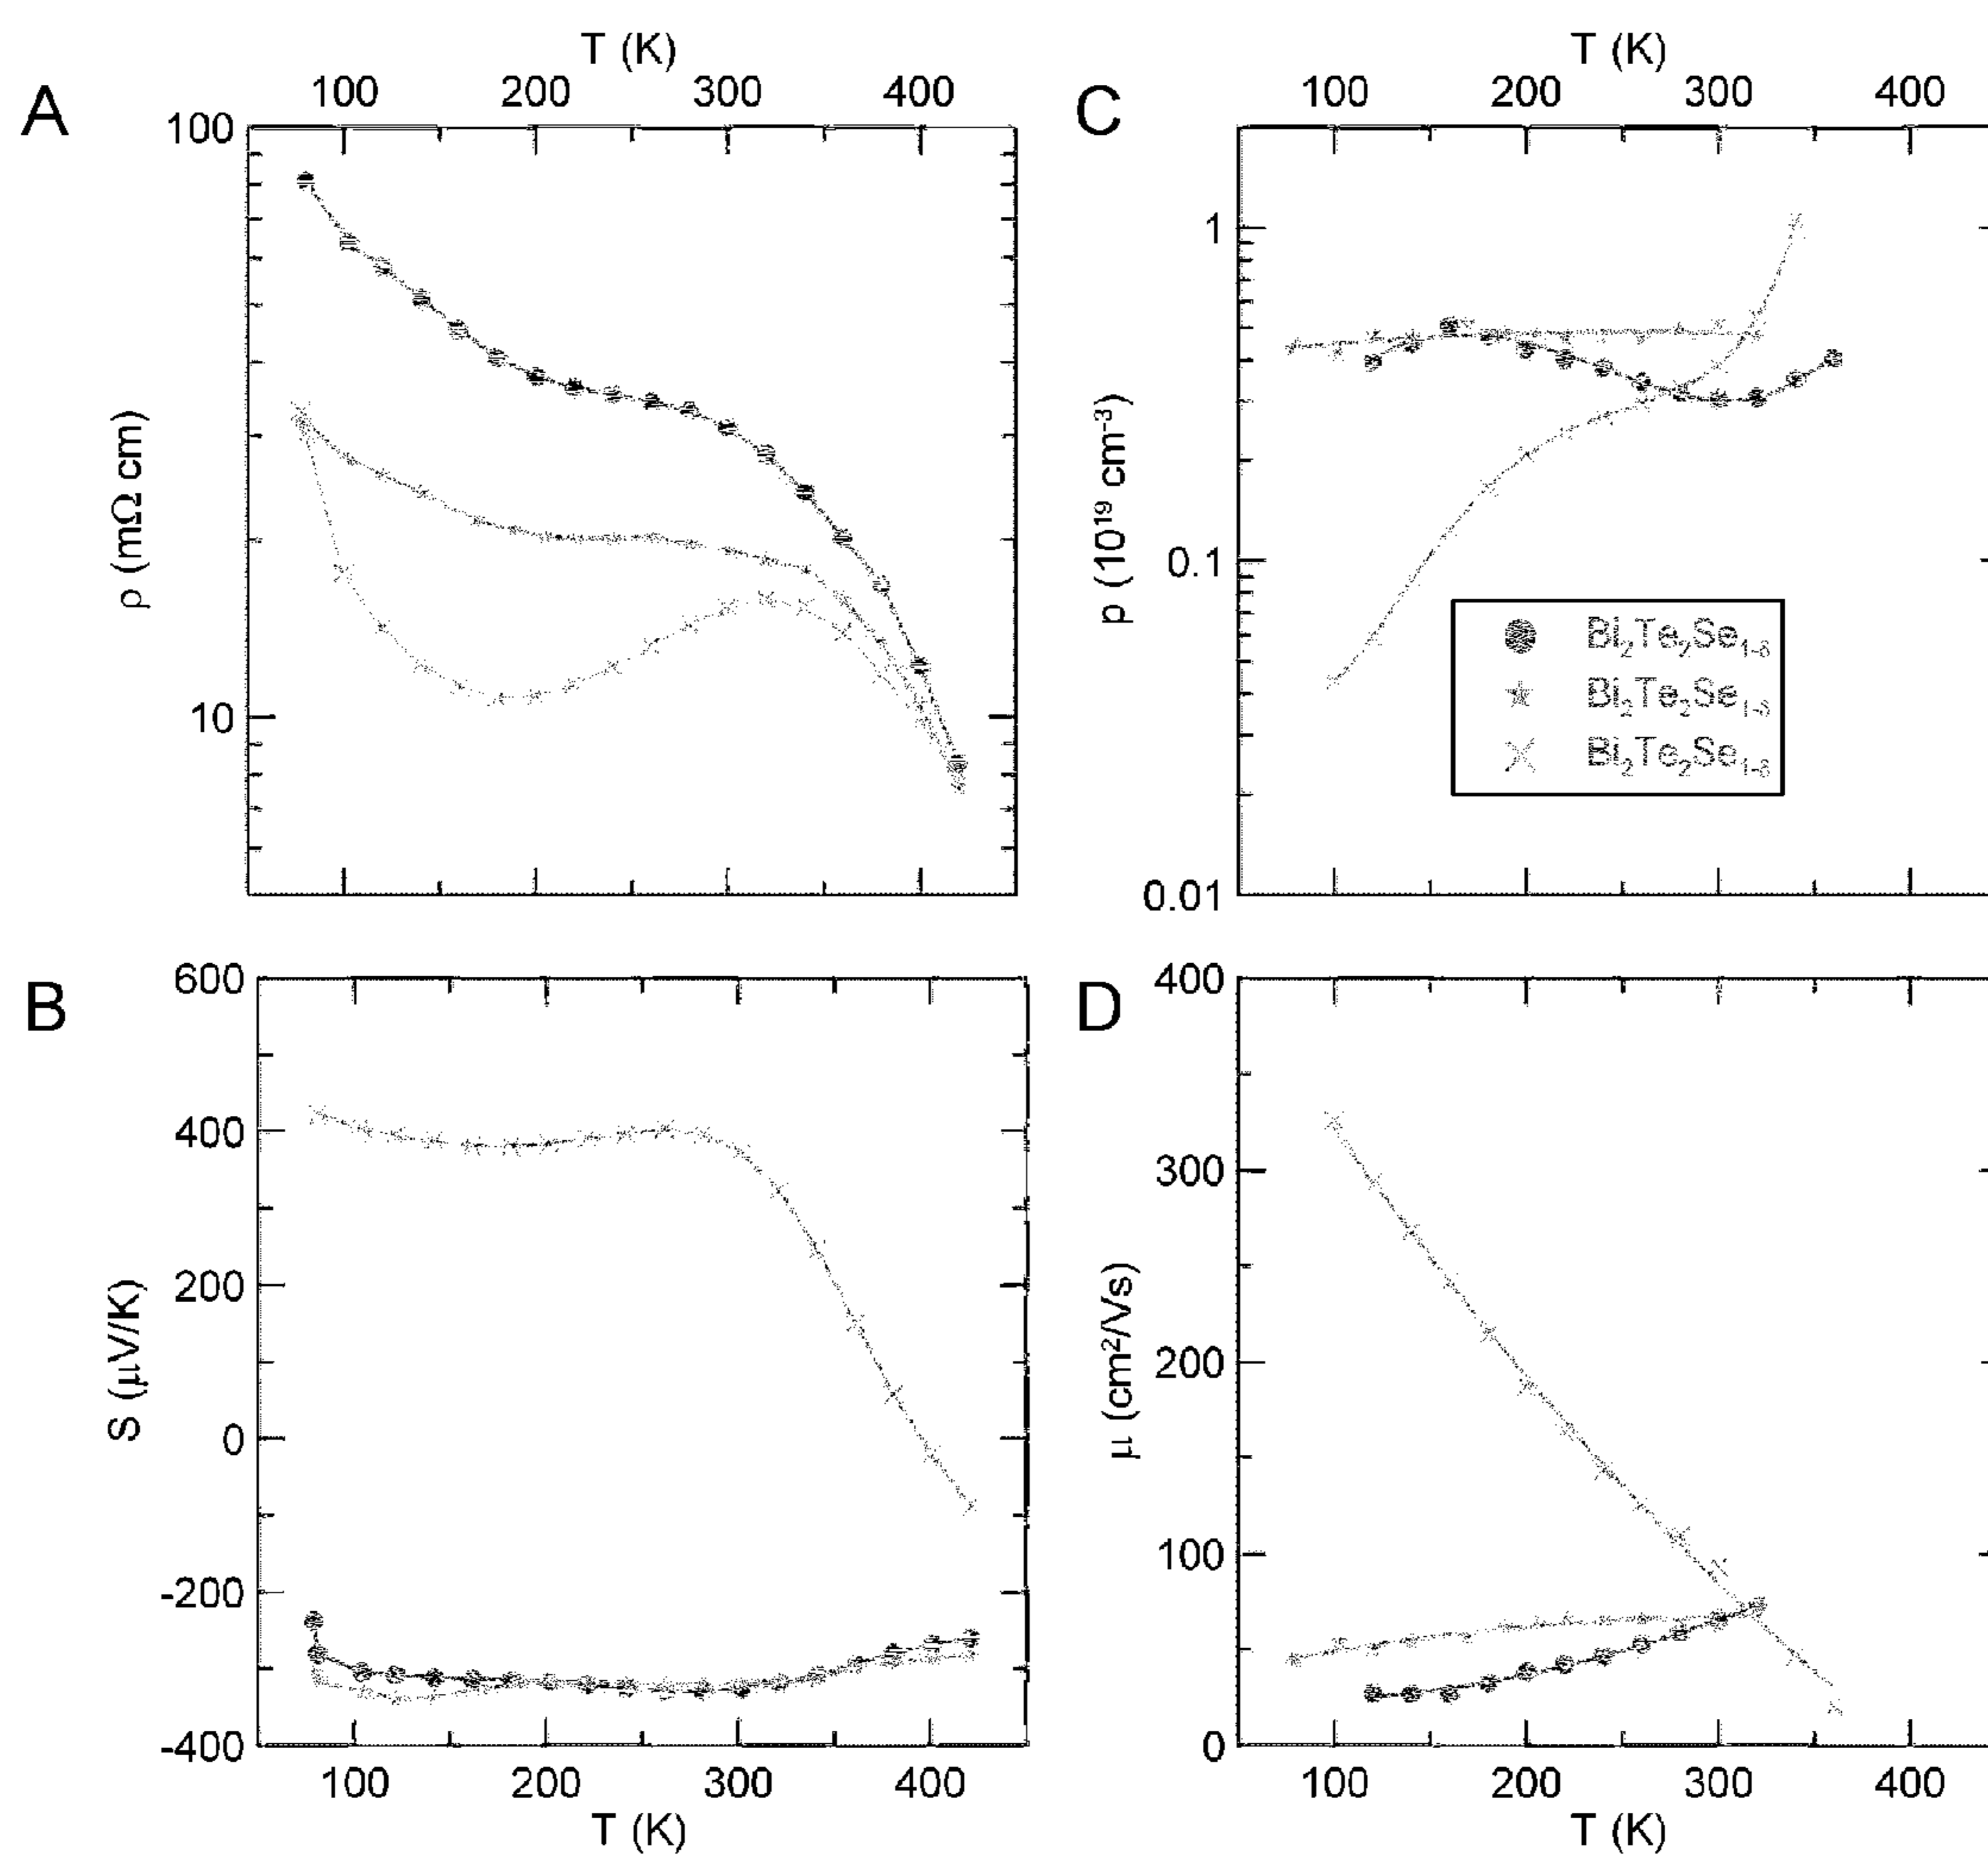 T (K)
100 200 300 400
A
100
10
ρ (mΩ cm)
T (K)
100 200 300 400
C
1
0.1
0.01
p (10¹⁹ cm⁻³)
Bi₂Te₂Se₁₋δ
Bi₂Te₂Se₁₋δ
Bi₂Te₂Se₁₋δ
B
600
400
200
0
-200
-400
S (μV/K)
100 200 300 400
T (K)
D
400
300
200
100
0
μ (cm²/Vs)
100 200 300 400
T (K)